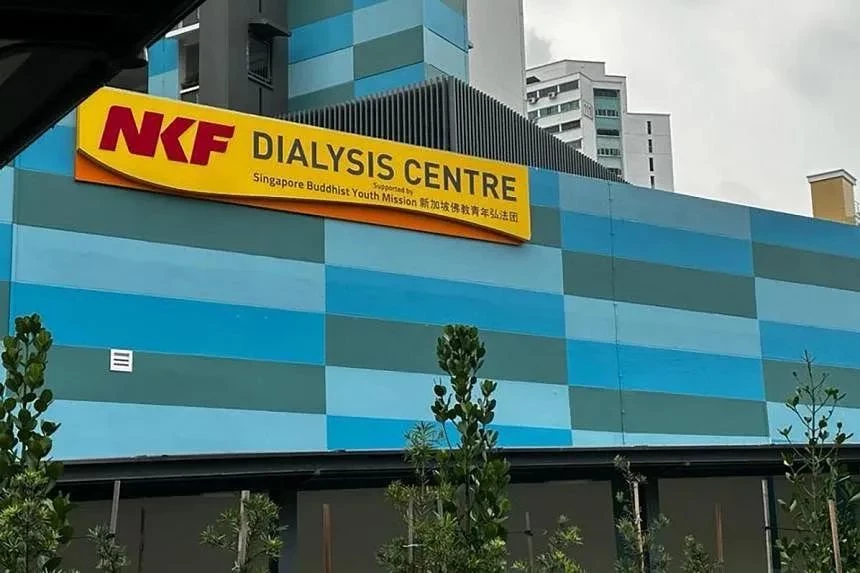 NKF DIALYSIS CENTRE
Supported by
Singapore Buddhist Youth Mission 新加坡佛教青年弘法团